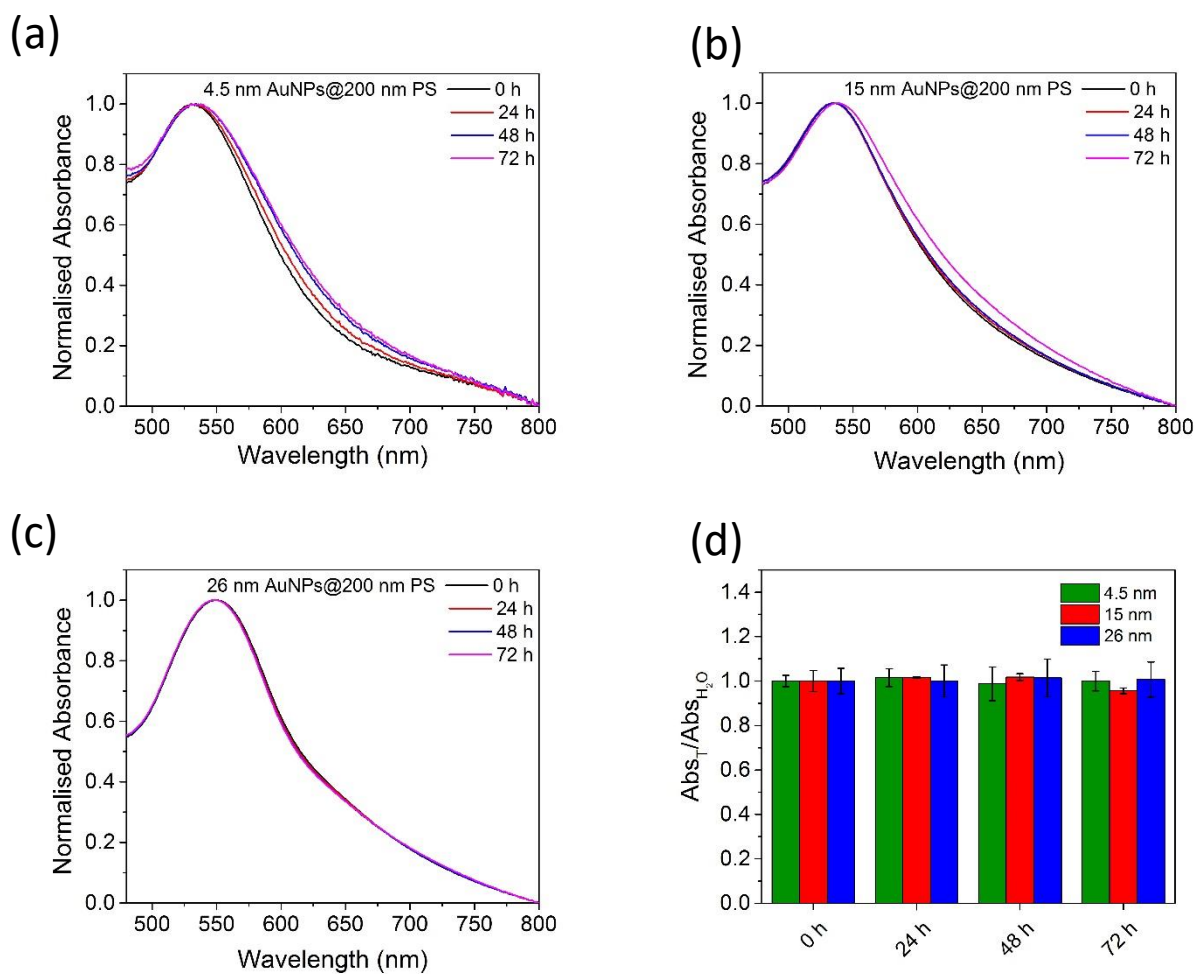 (a)
4.5 nm AuNPs@200 nm PS
0 h
24 h
48 h
72 h
Normalised Absorbance
1.0
0.8
0.6
0.4
0.2
0.0
500 550 600 650 700 750 800
Wavelength (nm)
(b)
15 nm AuNPs@200 nm PS
0 h
24 h
48 h
72 h
Normalised Absorbance
1.0
0.8
0.6
0.4
0.2
0.0
500 550 600 650 700 750 800
Wavelength (nm)
(c)
26 nm AuNPs@200 nm PS
0 h
24 h
48 h
72 h
Normalised Absorbance
1.0
0.8
0.6
0.4
0.2
0.0
500 550 600 650 700 750 800
Wavelength (nm)
(d)
4.5 nm
15 nm
26 nm
Abs_T/Abs_H₂O
1.4
1.2
1.0
0.8
0.6
0.4
0.2
0.0
0 h 24 h 48 h 72 h